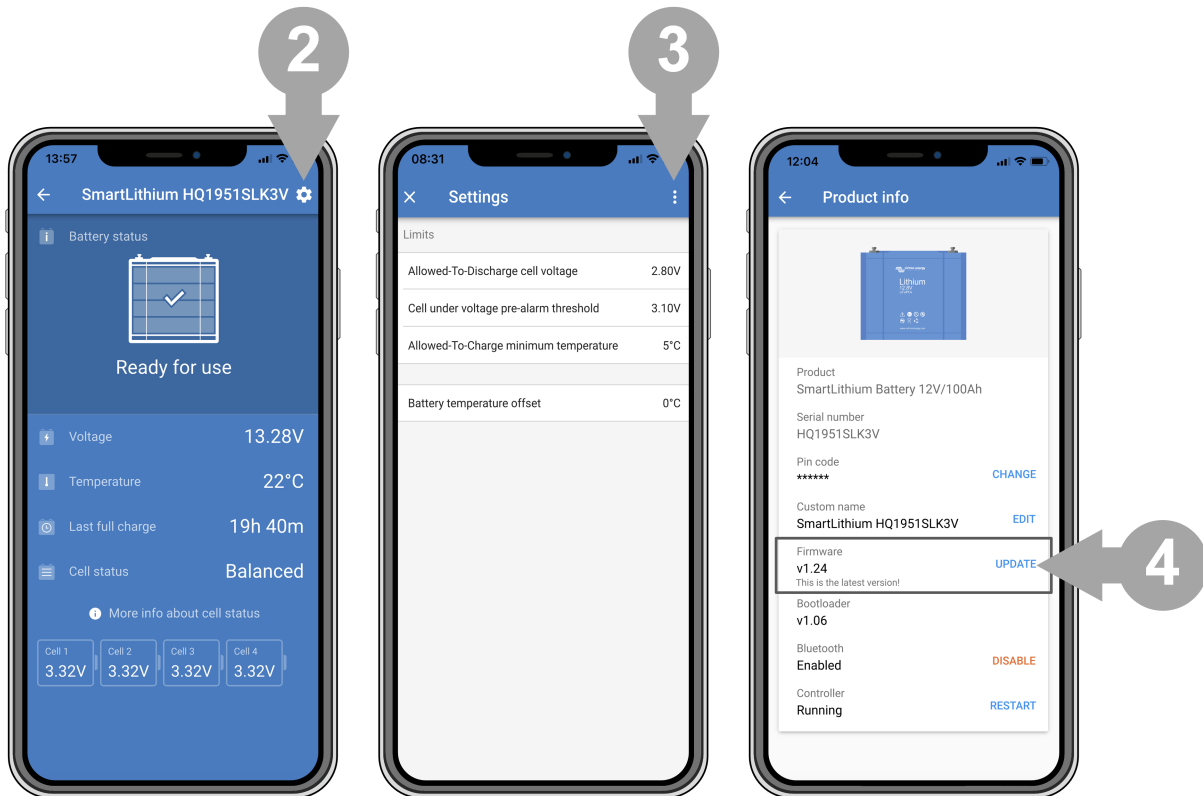 2
3
4
13:57
SmartLithium HQ1951SLK3V
Battery status
Ready for use
Voltage 13.28V
Temperature 22°C
Last full charge 19h 40m
Cell status Balanced
More info about cell status
Cell 1 Cell 2 Cell 3 Cell 4
3.32V 3.32V 3.32V 3.32V
08:31
Settings
Limits
Allowed-To-Discharge cell voltage 2.80V
Cell under voltage pre-alarm threshold 3.10V
Allowed-To-Charge minimum temperature 5°C
Battery temperature offset 0°C
12:04
Product info
Lithium
12.8V
Product
SmartLithium Battery 12V/100Ah
Serial number
HQ1951SLK3V
Pin code
****** CHANGE
Custom name
SmartLithium HQ1951SLK3V EDIT
Firmware
v1.24 UPDATE
This is the latest version!
Bootloader
v1.06
Bluetooth
Enabled DISABLE
Controller
Running RESTART